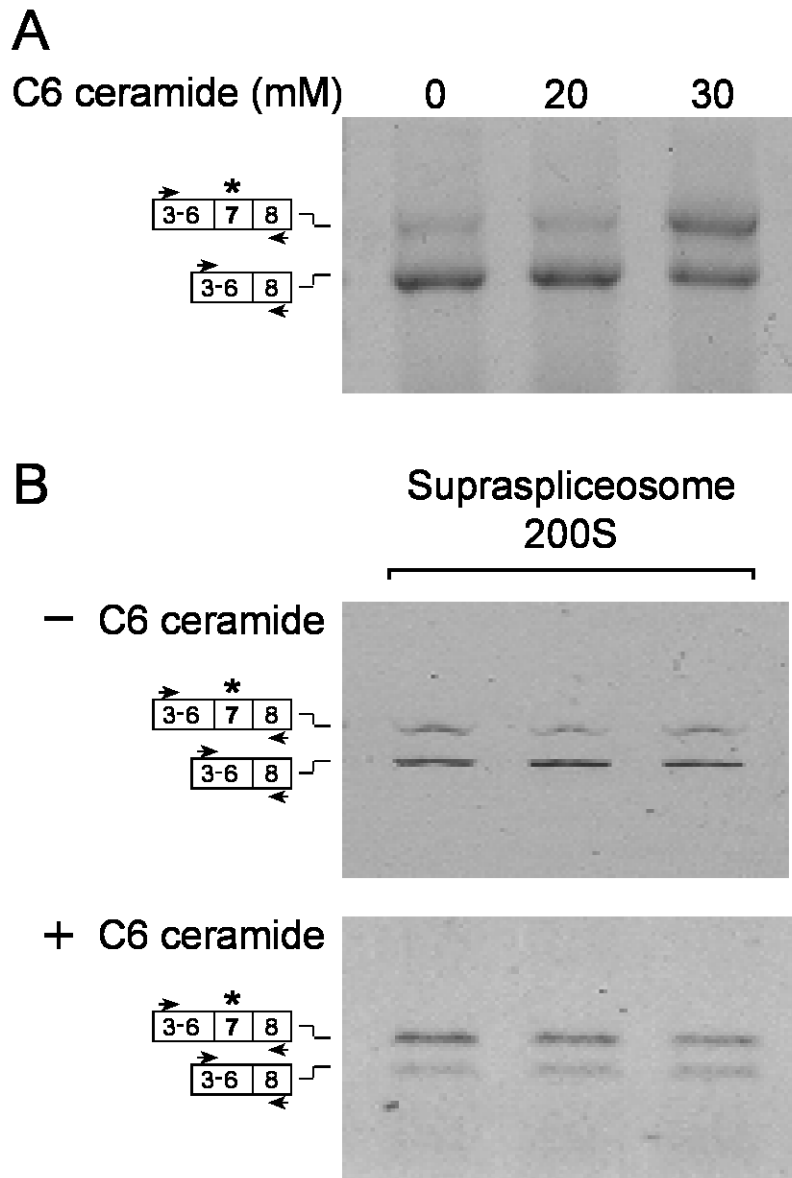 A
C6 ceramide (mM) 0 20 30
*
3-6 7 8
3-6 8
B
Supraspliceosome
200S
− C6 ceramide
*
3-6 7 8
3-6 8
+ C6 ceramide
*
3-6 7 8
3-6 8